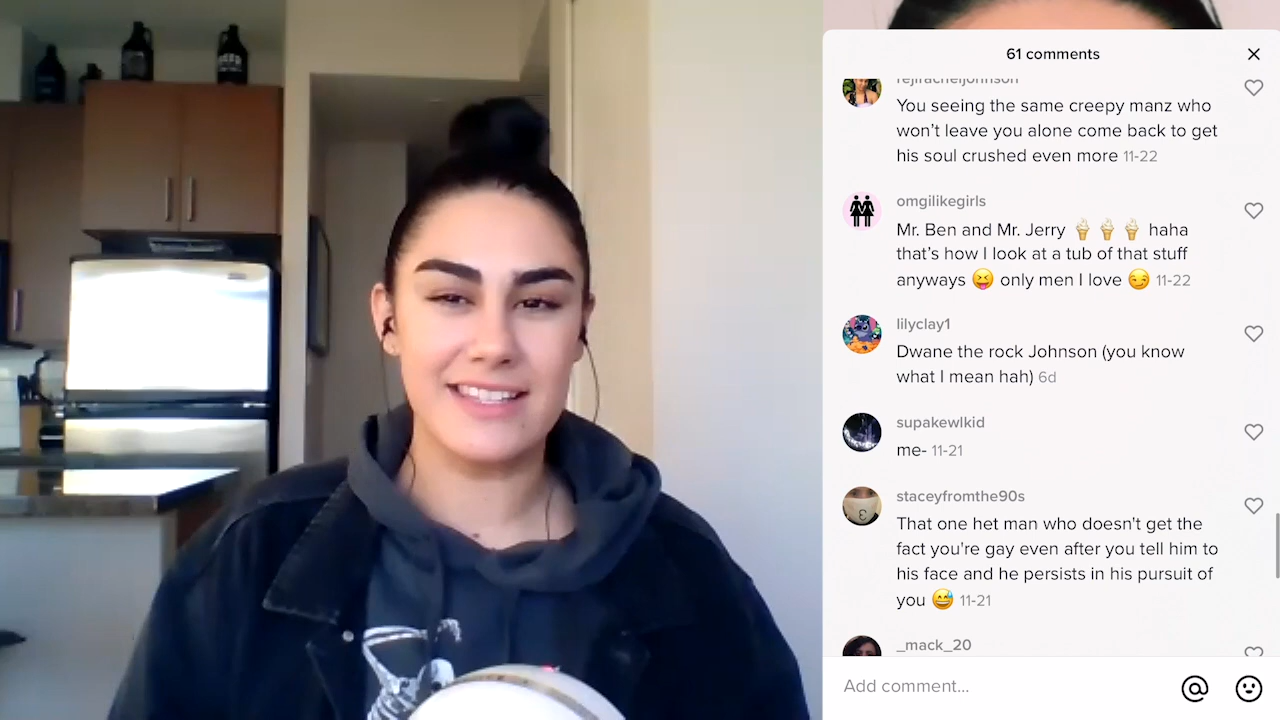 61 comments
rejiracheljohnson
You seeing the same creepy manz who
won't leave you alone come back to get
his soul crushed even more 11-22
omgilikegirls
Mr. Ben and Mr. Jerry 🍦 🍦 🍦 haha
that's how I look at a tub of that stuff
anyways 😝 only men I love 😏 11-22
lilyclay1
Dwane the rock Johnson (you know
what I mean hah) 6d
supakewlkid
me- 11-21
staceyfromthe90s
That one het man who doesn't get the
fact you're gay even after you tell him to
his face and he persists in his pursuit of
you 😅 11-21
_mack_20
Add comment...